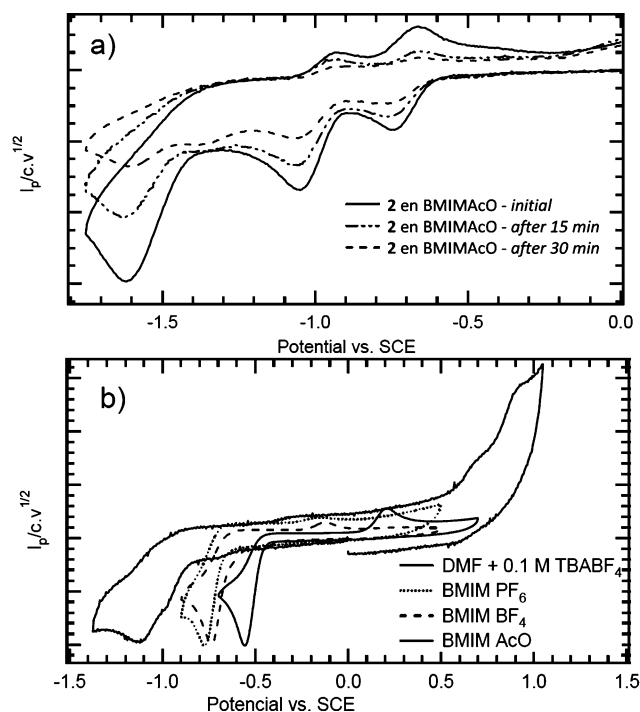 a)
Iₚ/c.v^1/2
2 en BMIMAcO - initial
2 en BMIMAcO - after 15 min
2 en BMIMAcO - after 30 min
-1.5 -1.0 -0.5 0.0
Potential vs. SCE
b)
Iₚ/c.v^1/2
DMF + 0.1 M TBABF₄
BMIM PF₆
BMIM BF₄
BMIM AcO
-1.5 -1.0 -0.5 0.0 0.5 1.0 1.5
Potencial vs. SCE